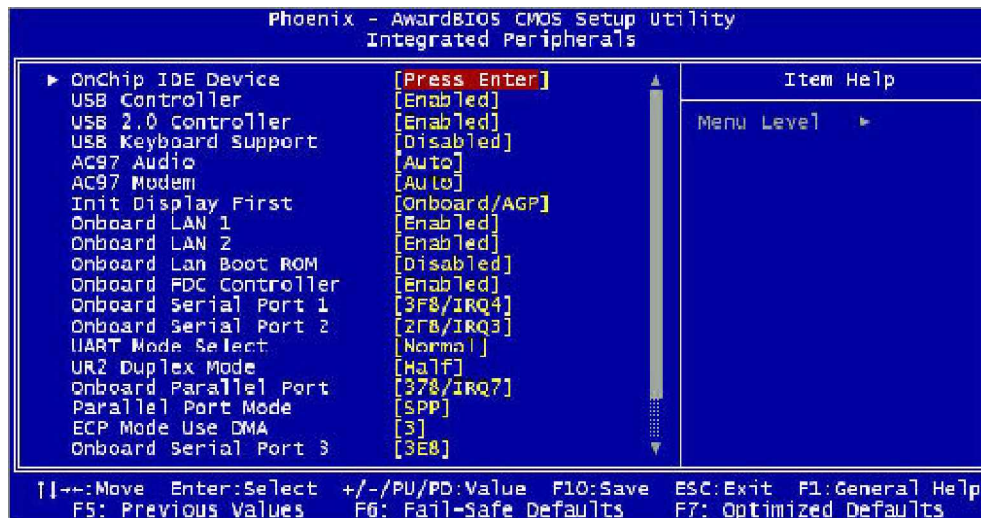 Phoenix - AwardBIOS CMOS Setup Utility
Integrated Peripherals
► OnChip IDE Device [Press Enter]
USB Controller [Enabled]
USB 2.0 Controller [Enabled]
USB Keyboard Support [Disabled]
AC97 Audio [Auto]
AC97 Modem [Auto]
Init Display First [Onboard/AGP]
Onboard LAN 1 [Enabled]
Onboard LAN 2 [Enabled]
Onboard Lan Boot ROM [Disabled]
Onboard FDC Controller [Enabled]
Onboard Serial Port 1 [3F8/IRQ4]
Onboard Serial Port 2 [2F8/IRQ3]
UART Mode Select [Normal]
UR2 Duplex Mode [Half]
Onboard Parallel Port [378/IRQ7]
Parallel Port Mode [SPP]
ECP Mode Use DMA [3]
Onboard Serial Port 3 [3E8]
Item Help
Menu Level ►
↑↓→←:Move Enter:Select +/-/PU/PD:Value F10:Save ESC:Exit F1:General Help
F5: Previous Values F6: Fail-Safe Defaults F7: Optimized Defaults